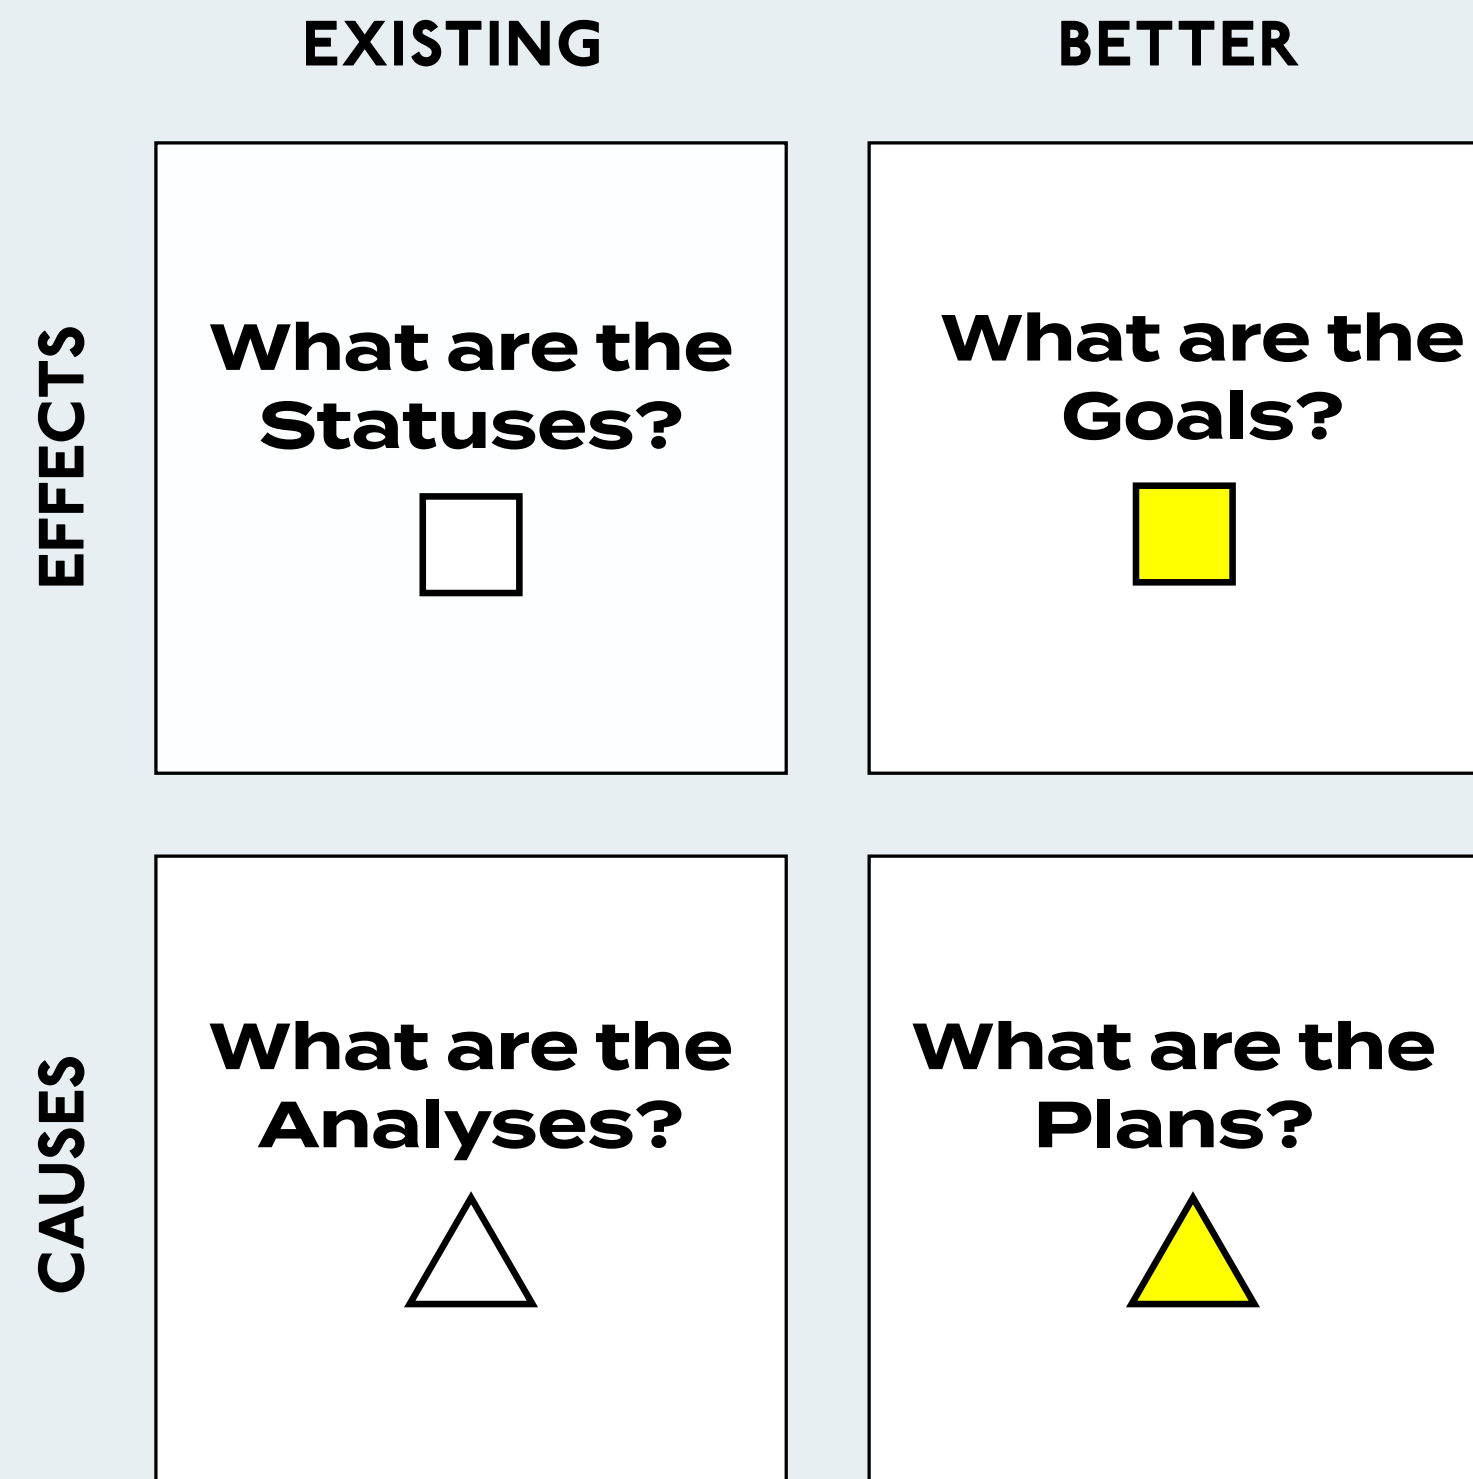 EXISTING
BETTER
EFFECTS
What are the
Statuses?
What are the
Goals?
CAUSES
What are the
Analyses?
What are the
Plans?